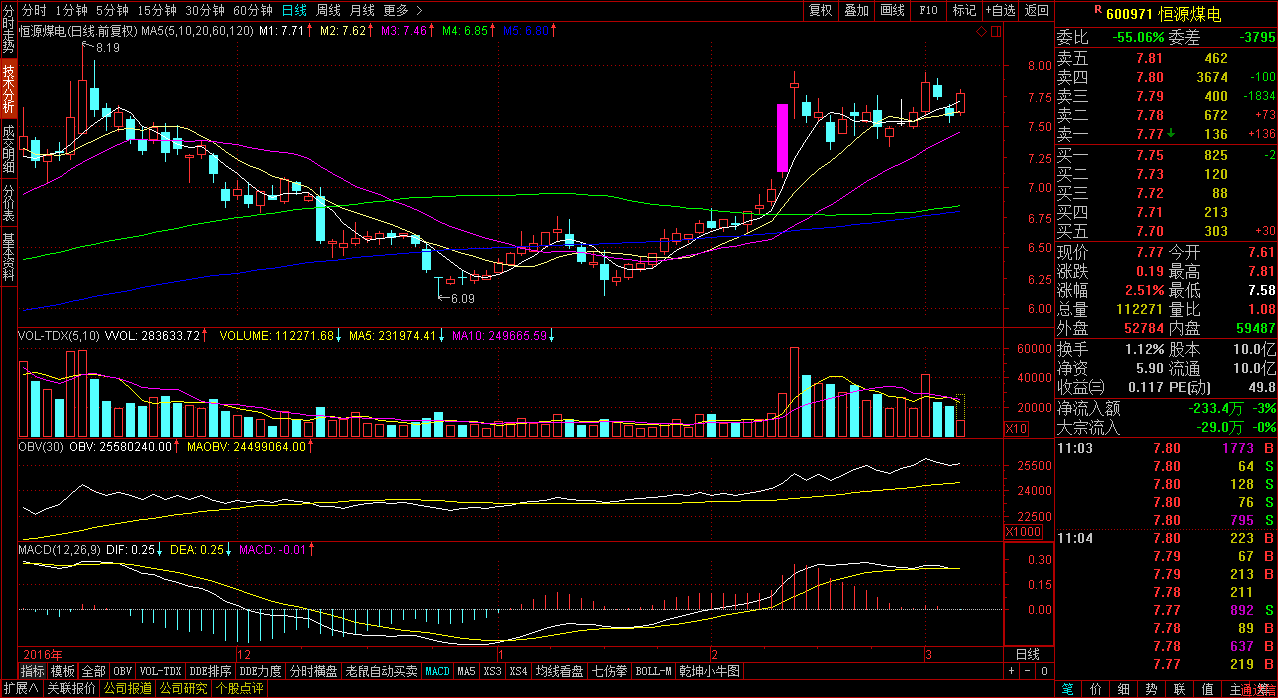 分时 1分钟 5分钟 15分钟 30分钟 60分钟 日线 周线 月线 更多 >
复权 叠加 画线 F10 标记 +自选 返回
R 600971 恒源煤电
分时走势
技术分析
成交明细
分价表
基本资料
恒源煤电(日线.前复权) MA5(5,10,20,60,120) M1: 7.71↑ M2: 7.62↑ M3: 7.46↑ M4: 6.85↑ M5: 6.80↑
8.19
8.00
7.75
7.50
7.25
7.00
6.75
6.50
6.25
6.00
6.09
VOL-TDX(5,10) VVOL: 283633.72↑ VOLUME: 112271.68↓ MA5: 231974.41↓ MA10: 249665.59↓
60000
40000
20000
X10
OBV(30) OBV: 25580240.00↑ MAOBV: 24499064.00↑
25500
24000
22500
X1000
MACD(12,26,9) DIF: 0.25↓ DEA: 0.25↓ MACD: -0.01↑
0.30
0.15
0.00
2016年 12 1 2 3 日线
指标 模板 全部 OBV VOL-TDX DDE排序 DDE力度 分时横盘 老鼠自动买卖 MACD MA5 XS3 XS4 均线看盘 七伤拳 BOLL-M 乾坤小牛图 + - 0
扩展∧ 关联报价 公司报道 公司研究 个股点评
委比 -55.06% 委差 -3795
卖五 7.81 462
卖四 7.80 3674 -100
卖三 7.79 400 -1834
卖二 7.78 672 +73
卖一 7.77↓ 136 +136
买一 7.75 825 -2
买二 7.73 120
买三 7.72 88
买四 7.71 213
买五 7.70 303 +30
现价 7.77 今开 7.61
涨跌 0.19 最高 7.81
涨幅 2.51% 最低 7.58
总量 112271 量比 1.08
外盘 52784 内盘 59487
换手 1.12% 股本 10.0亿
净资 5.90 流通 10.0亿
收益㈢ 0.117 PE(动) 49.8
净流入额 -233.4万 -3%
大宗流入 -29.0万 -0%
11:03 7.80 1773 B
7.80 64 S
7.80 128 S
7.80 76 S
7.80 795 S
11:04 7.80 223 B
7.79 67 B
7.79 213 B
7.78 211
7.77 892 S
7.78 89 B
7.78 637 B
7.77 219 B
笔 价 细 势 联 值 主